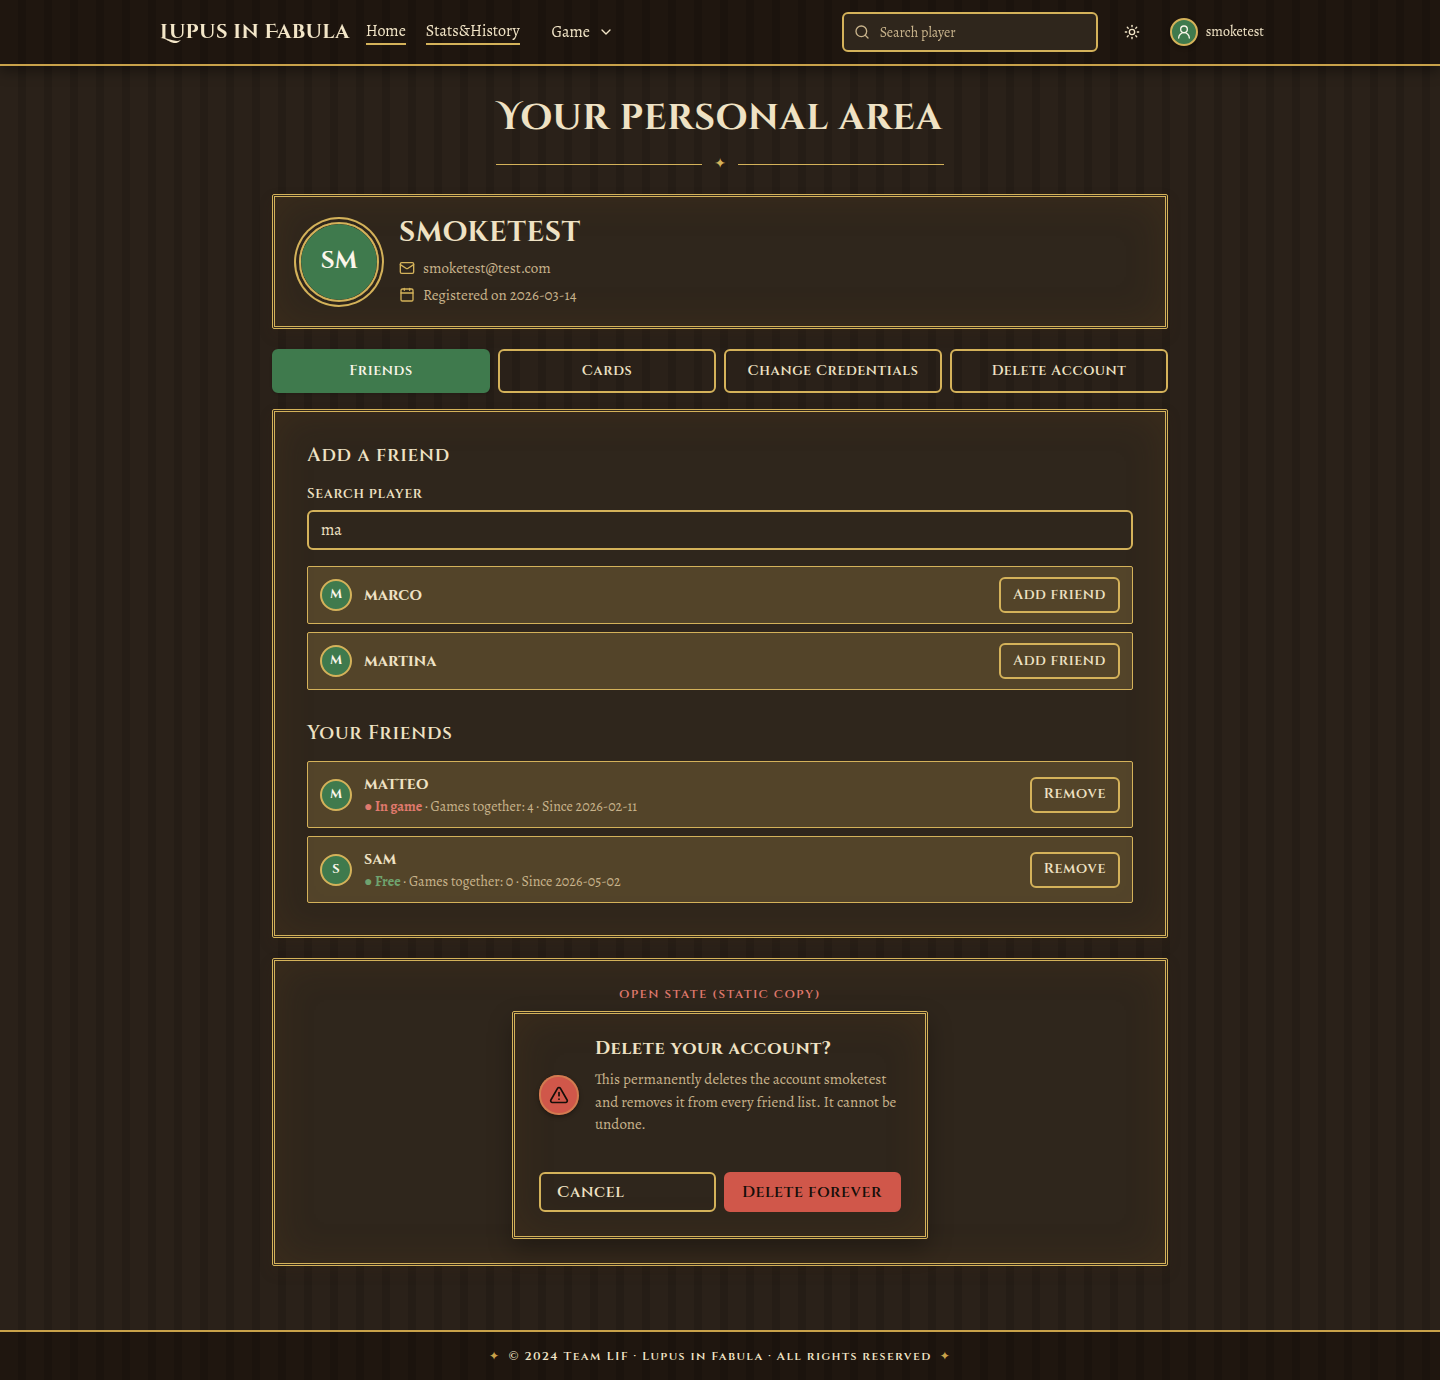 Lupus in Fabula
Home
Stats&History
Game
Search player
smoketest
Your personal area
SM
smoketest
smoketest@test.com
Registered on 2026-03-14
Friends
Cards
Change Credentials
Delete Account
Add a friend
Search player
ma
M
marco
Add friend
M
martina
Add friend
Your Friends
M
matteo
● In game · Games together: 4 · Since 2026-02-11
Remove
S
sam
● Free · Games together: 0 · Since 2026-05-02
Remove
Open state (static copy)
Delete your account?
This permanently deletes the account smoketest
and removes it from every friend list. It cannot be
undone.
Cancel
Delete forever
✦ © 2024 Team LIF · Lupus in Fabula · All rights reserved ✦